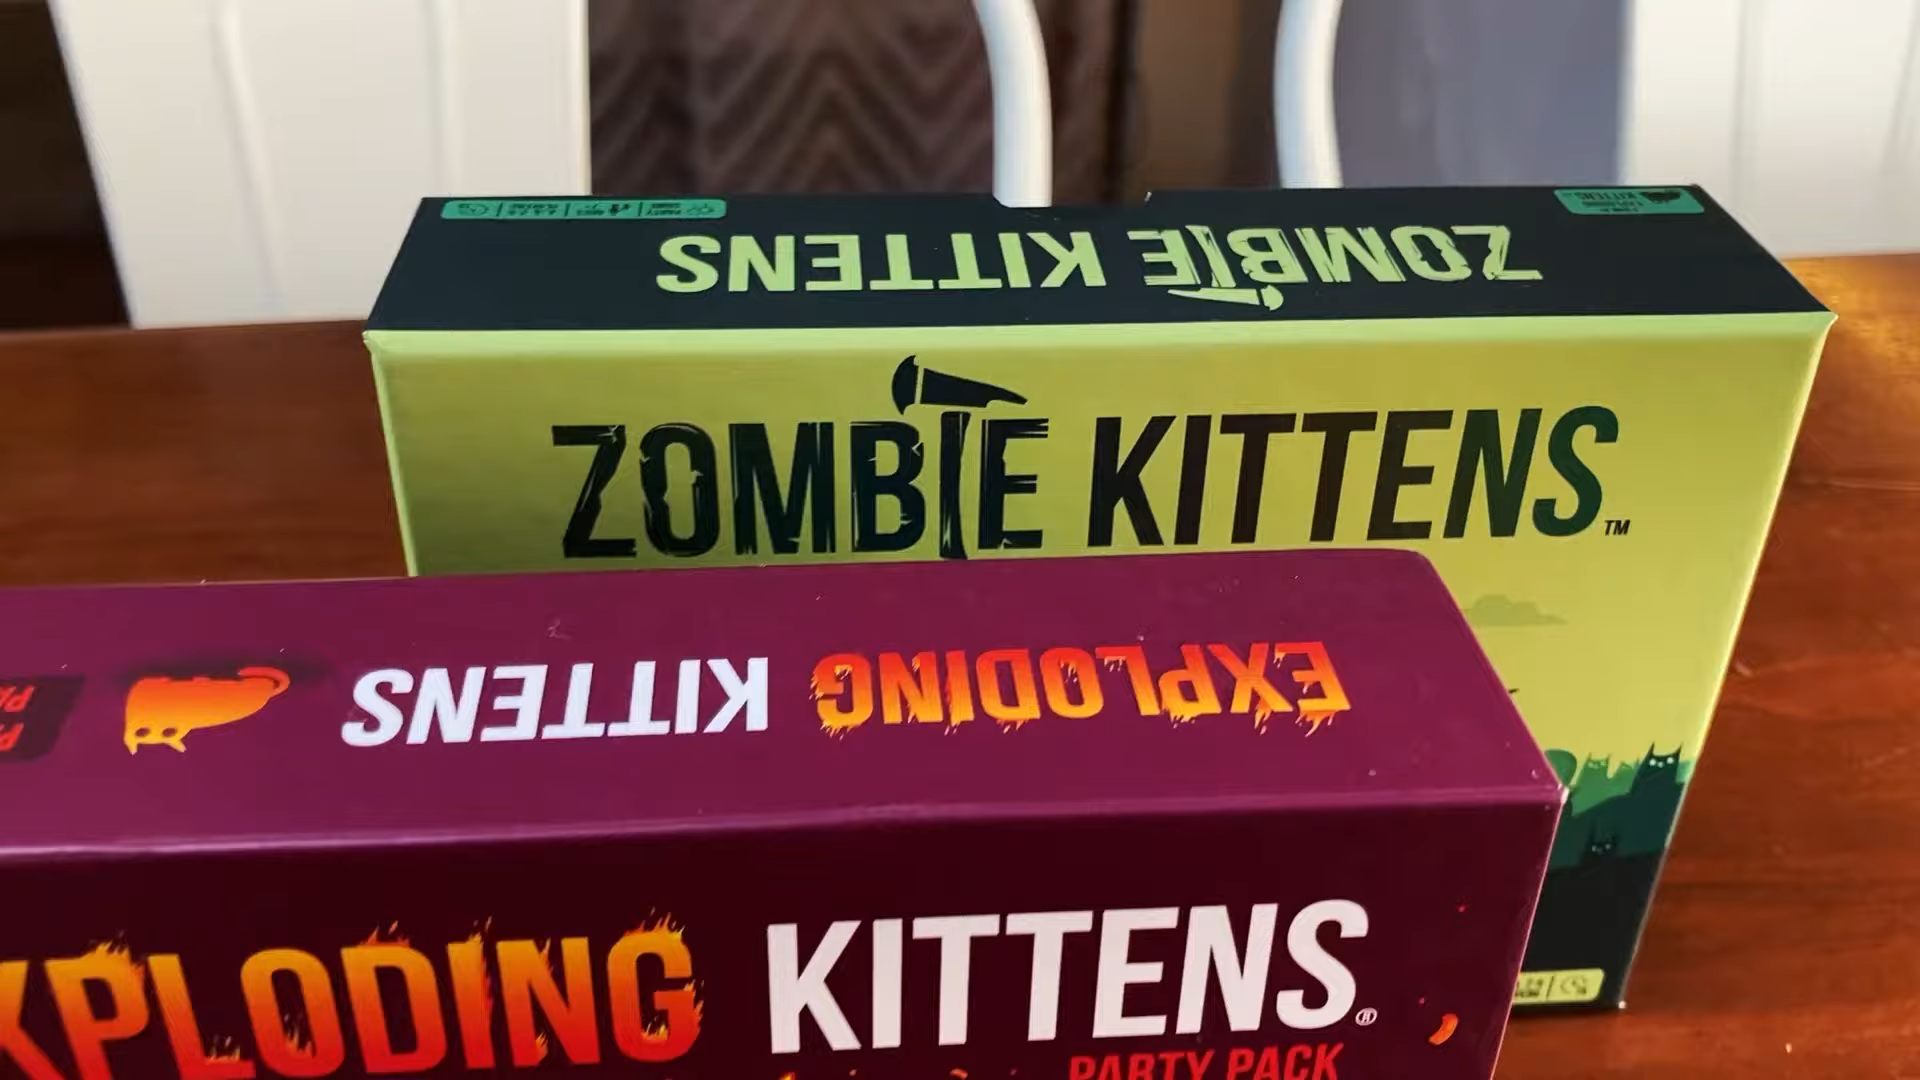 ZOMBIE KITTENS
ZOMBIE KITTENS™
EXPLODING KITTENS
XPLODING KITTENS®
PARTY PACK